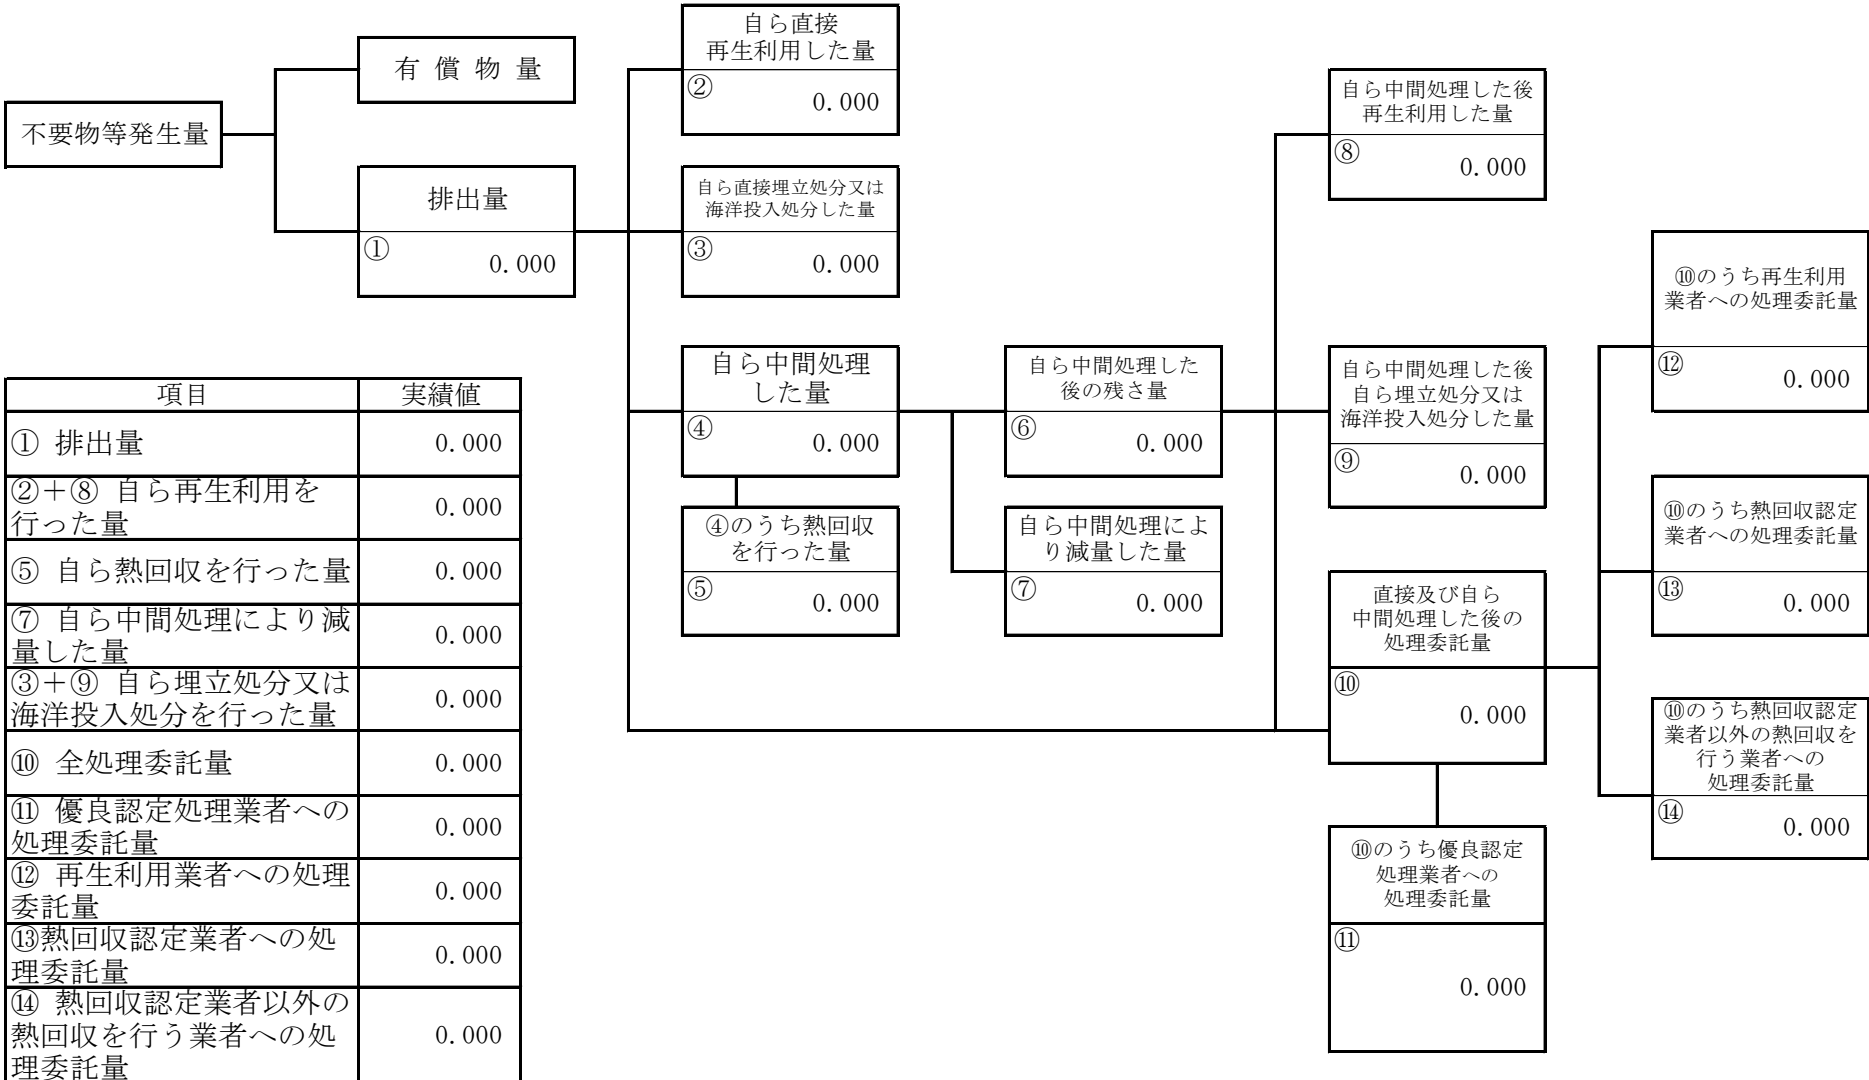 不要物等発生量
有 償 物 量
排出量
①
0.000
自ら直接
再生利用した量
②
0.000
自ら直接埋立処分又は
海洋投入処分した量
③
0.000
自ら中間処理
した量
④
0.000
④のうち熱回収
を行った量
⑤
0.000
自ら中間処理した
後の残さ量
⑥
0.000
自ら中間処理によ
り減量した量
⑦
0.000
自ら中間処理した後
再生利用した量
⑧
0.000
自ら中間処理した後
自ら埋立処分又は
海洋投入処分した量
⑨
0.000
直接及び自ら
中間処理した後の
処理委託量
⑩
0.000
⑩のうち優良認定
処理業者への
処理委託量
⑪
0.000
⑩のうち再生利用
業者への処理委託量
⑫
0.000
⑩のうち熱回収認定
業者への処理委託量
⑬
0.000
⑩のうち熱回収認定
業者以外の熱回収を
行う業者への
処理委託量
⑭
0.000
項目 実績値
① 排出量 0.000
②＋⑧ 自ら再生利用を
行った量 0.000
⑤ 自ら熱回収を行った量 0.000
⑦ 自ら中間処理により減
量した量 0.000
③＋⑨ 自ら埋立処分又は
海洋投入処分を行った量 0.000
⑩ 全処理委託量 0.000
⑪ 優良認定処理業者への
処理委託量 0.000
⑫ 再生利用業者への処理
委託量 0.000
⑬熱回収認定業者への処
理委託量 0.000
⑭ 熱回収認定業者以外の
熱回収を行う業者への処
理委託量 0.000